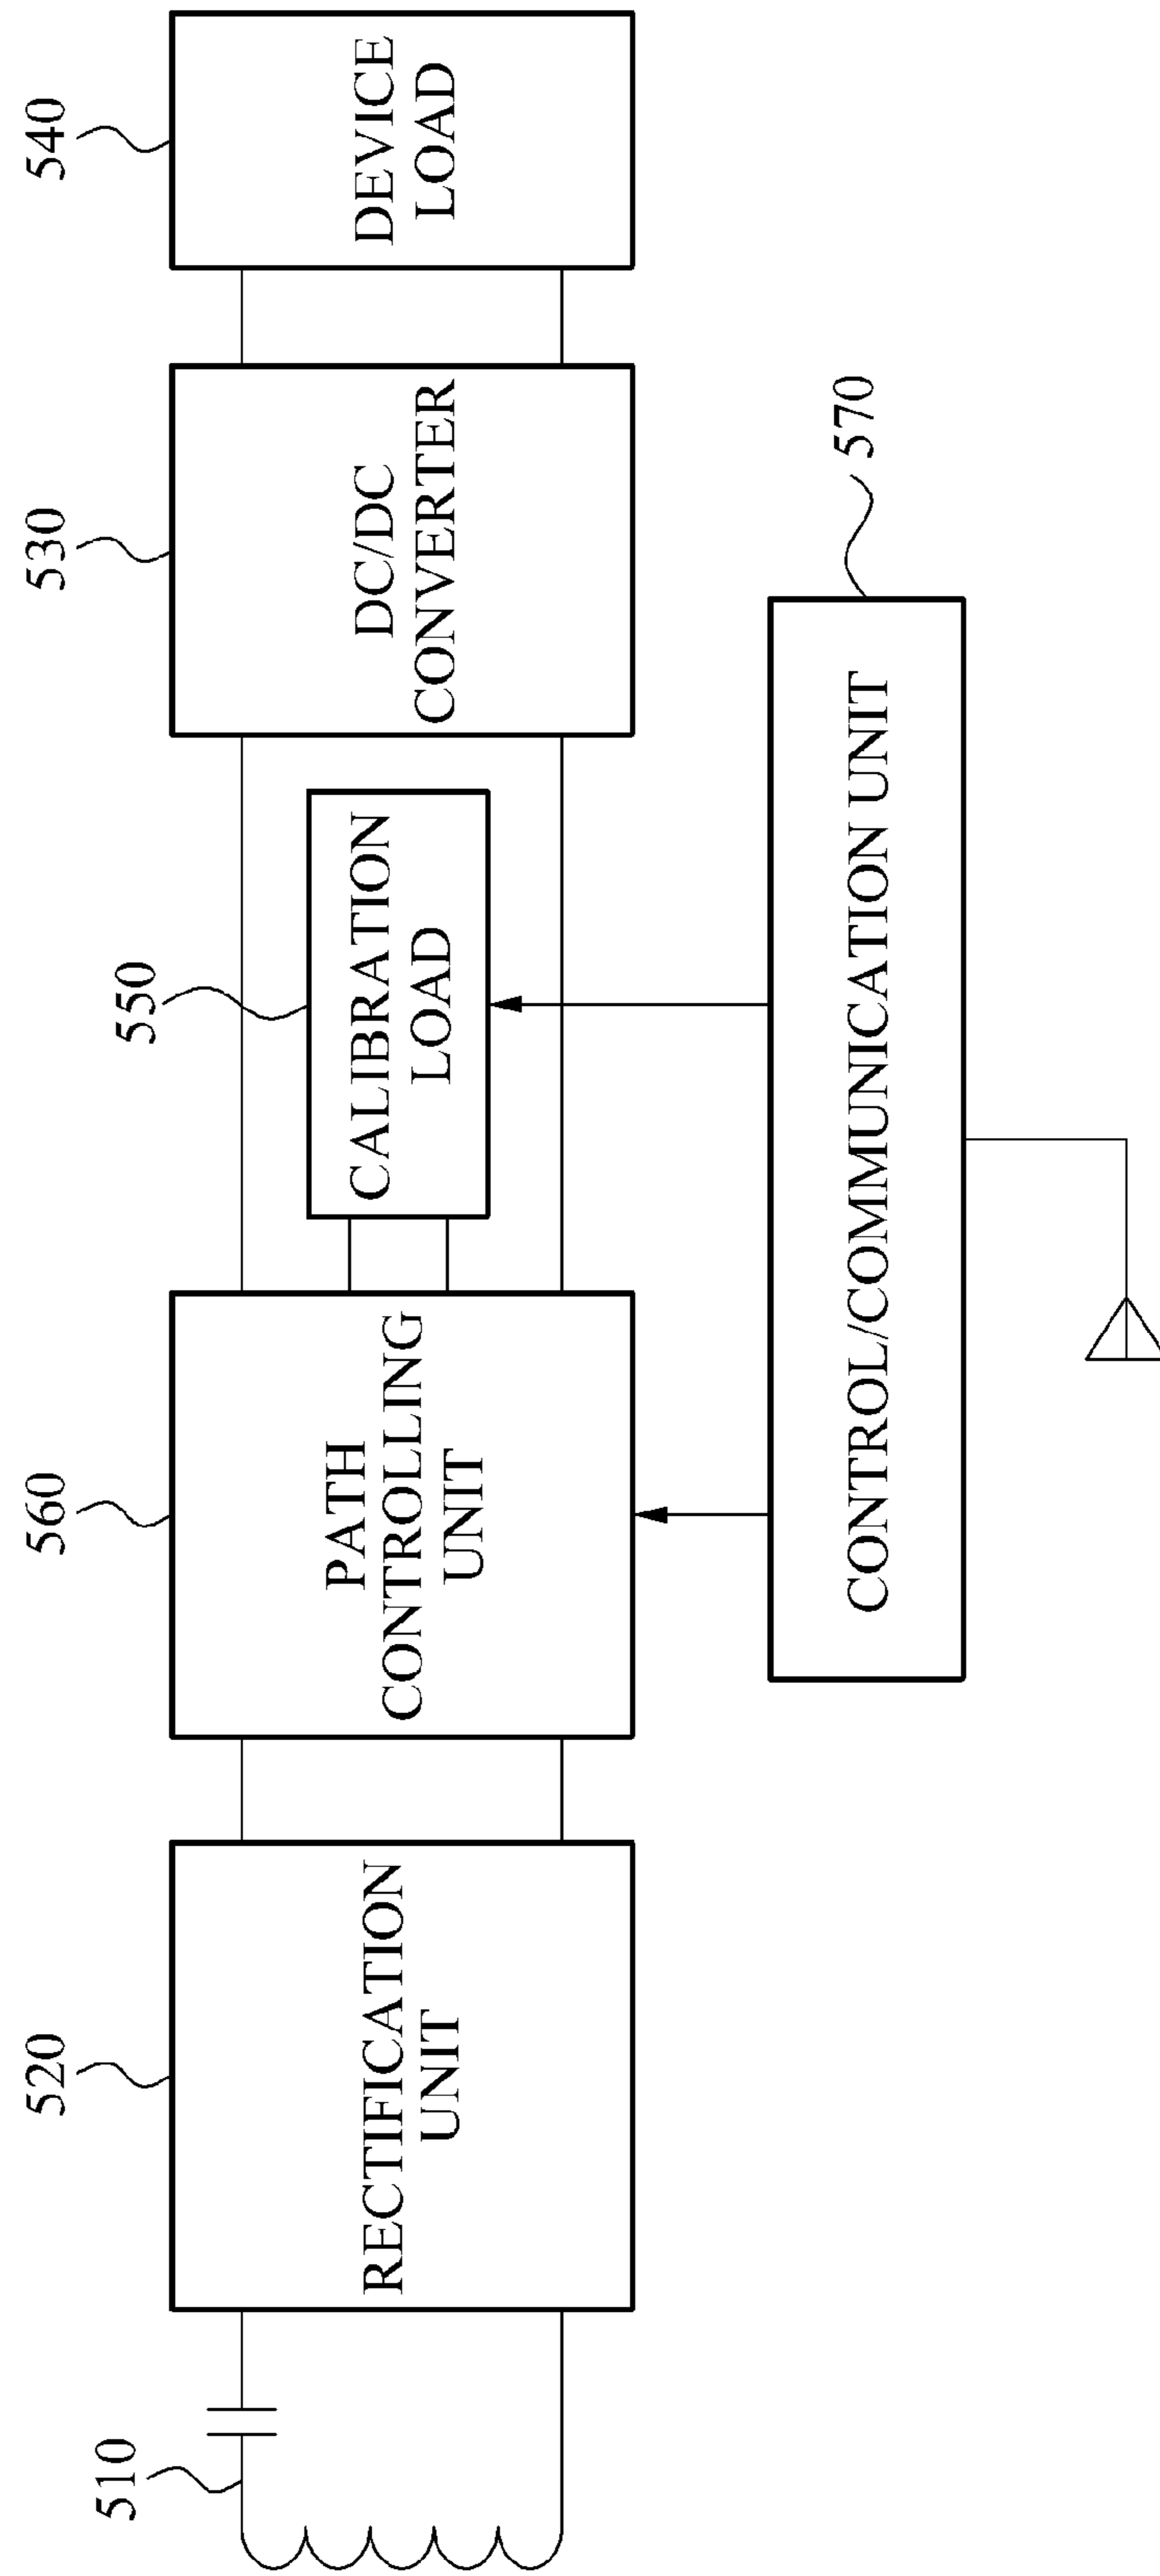 510
520
RECTIFICATION
UNIT
560
PATH
CONTROLLING
UNIT
550
CALIBRATION
LOAD
530
DC/DC
CONVERTER
540
DEVICE
LOAD
570
CONTROL/COMMUNICATION UNIT